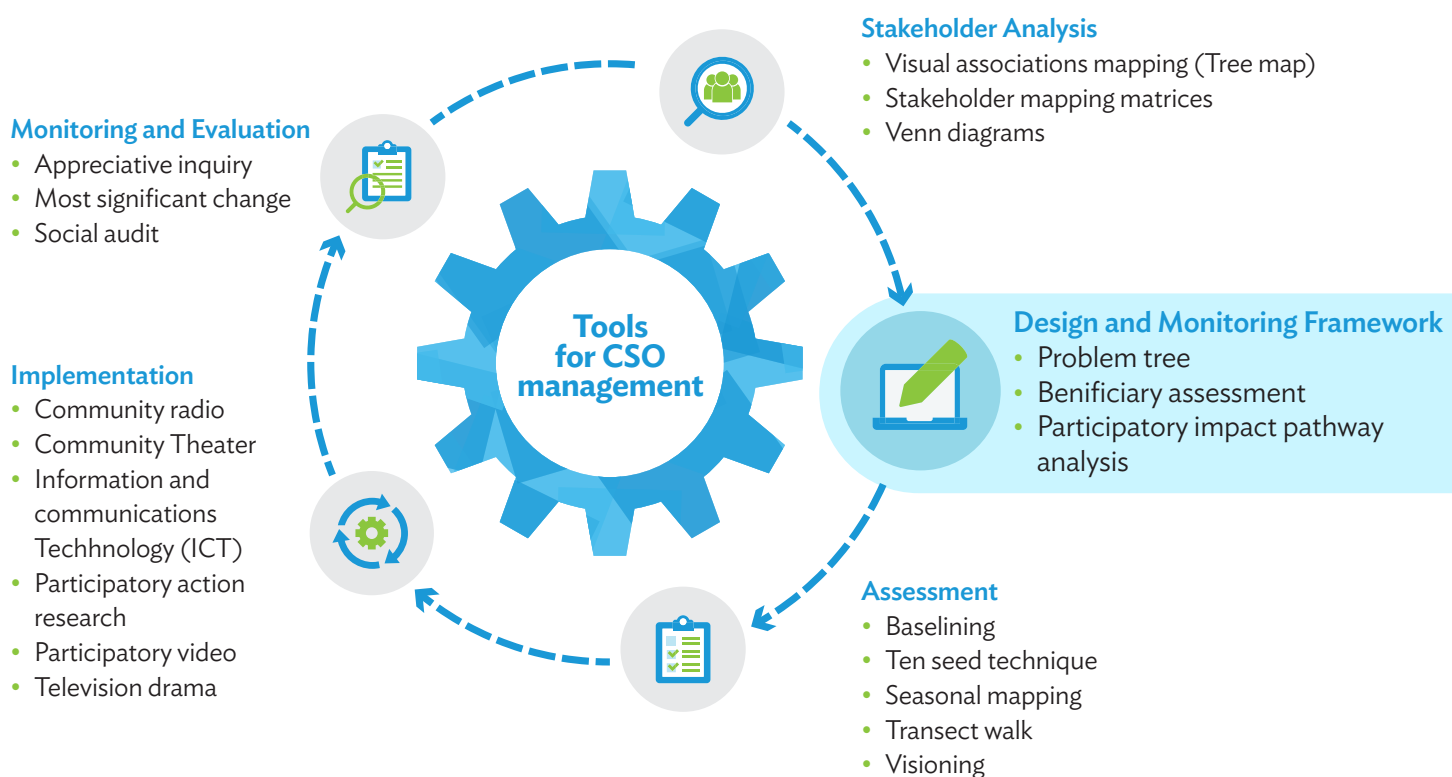 Stakeholder Analysis
• Visual associations mapping (Tree map)
• Stakeholder mapping matrices
• Venn diagrams
Monitoring and Evaluation
• Appreciative inquiry
• Most significant change
• Social audit
Tools
for CSO
management
Design and Monitoring Framework
• Problem tree
• Benificiary assessment
• Participatory impact pathway
analysis
Implementation
• Community radio
• Community Theater
• Information and
communications
Techhnology (ICT)
• Participatory action
research
• Participatory video
• Television drama
Assessment
• Baselining
• Ten seed technique
• Seasonal mapping
• Transect walk
• Visioning